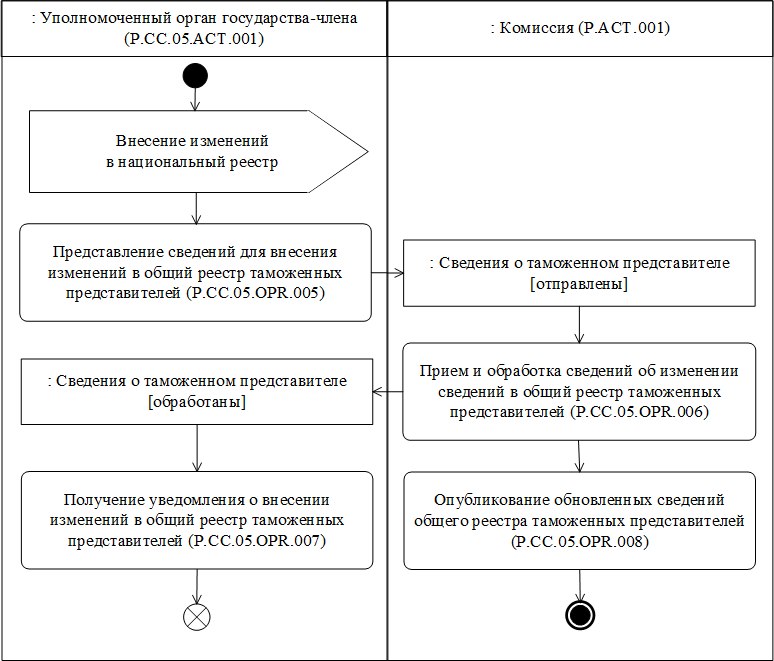 : Уполномоченный орган государства-члена
(P.CC.05.ACT.001)
: Комиссия (P.ACT.001)
Внесение изменений
в национальный реестр
Представление сведений для внесения
изменений в общий реестр таможенных
представителей (P.CC.05.OPR.005)
: Сведения о таможенном представителе
[отправлены]
Прием и обработка сведений об изменении
сведений в общий реестр таможенных
представителей (P.CC.05.OPR.006)
: Сведения о таможенном представителе
[обработаны]
Получение уведомления о внесении
изменений в общий реестр таможенных
представителей (P.CC.05.OPR.007)
Опубликование обновленных сведений
общего реестра таможенных представителей
(P.CC.05.OPR.008)